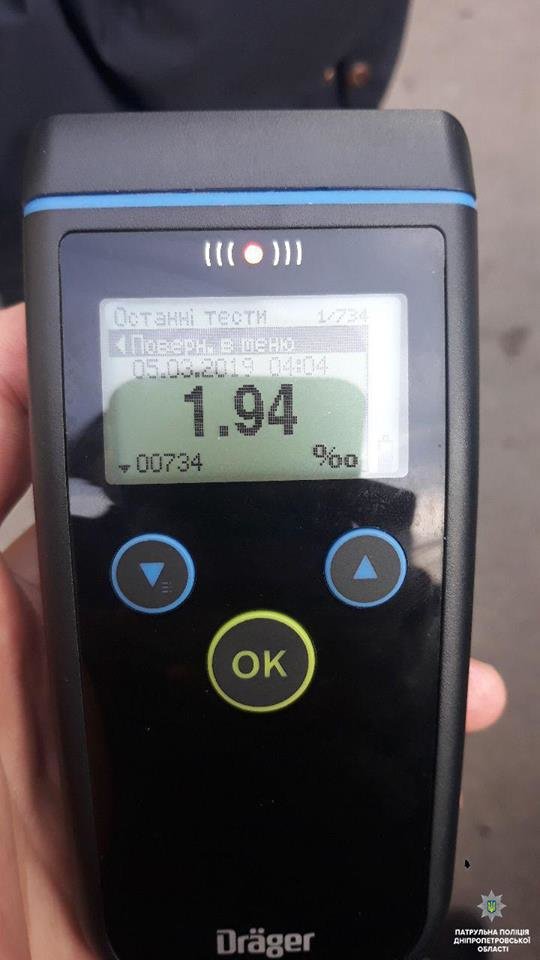 Останні тести 1/734
Поверн. в меню
05.03.2019 04:04
1.94
00734 ‰
OK
Dräger
ПАТРУЛЬНА ПОЛІЦІЯ
ДНІПРОПЕТРОВСЬКОЇ
ОБЛАСТІ